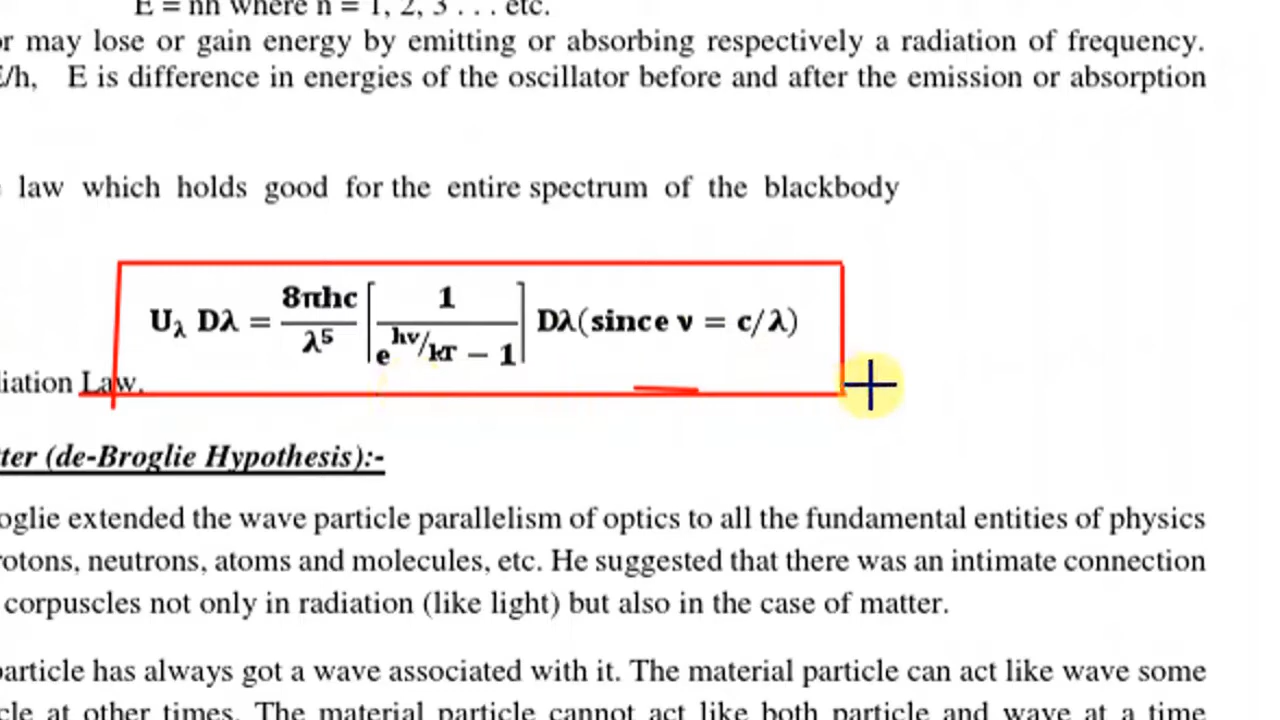 E = nh where n = 1, 2, 3 . . . etc.
or may lose or gain energy by emitting or absorbing respectively a radiation of frequency.
E/h, E is difference in energies of the oscillator before and after the emission or absorption
law which holds good for the entire spectrum of the blackbody
U_λ Dλ = 8πhc/λ⁵ [1/(e^(hν/kT) − 1)] Dλ(since ν = c/λ)
diation Law.
tter (de-Broglie Hypothesis):-
oglie extended the wave particle parallelism of optics to all the fundamental entities of physics
otons, neutrons, atoms and molecules, etc. He suggested that there was an intimate connection
corpuscles not only in radiation (like light) but also in the case of matter.
particle has always got a wave associated with it. The material particle can act like wave some
cle at other times. The material particle cannot act like both particle and wave at a time